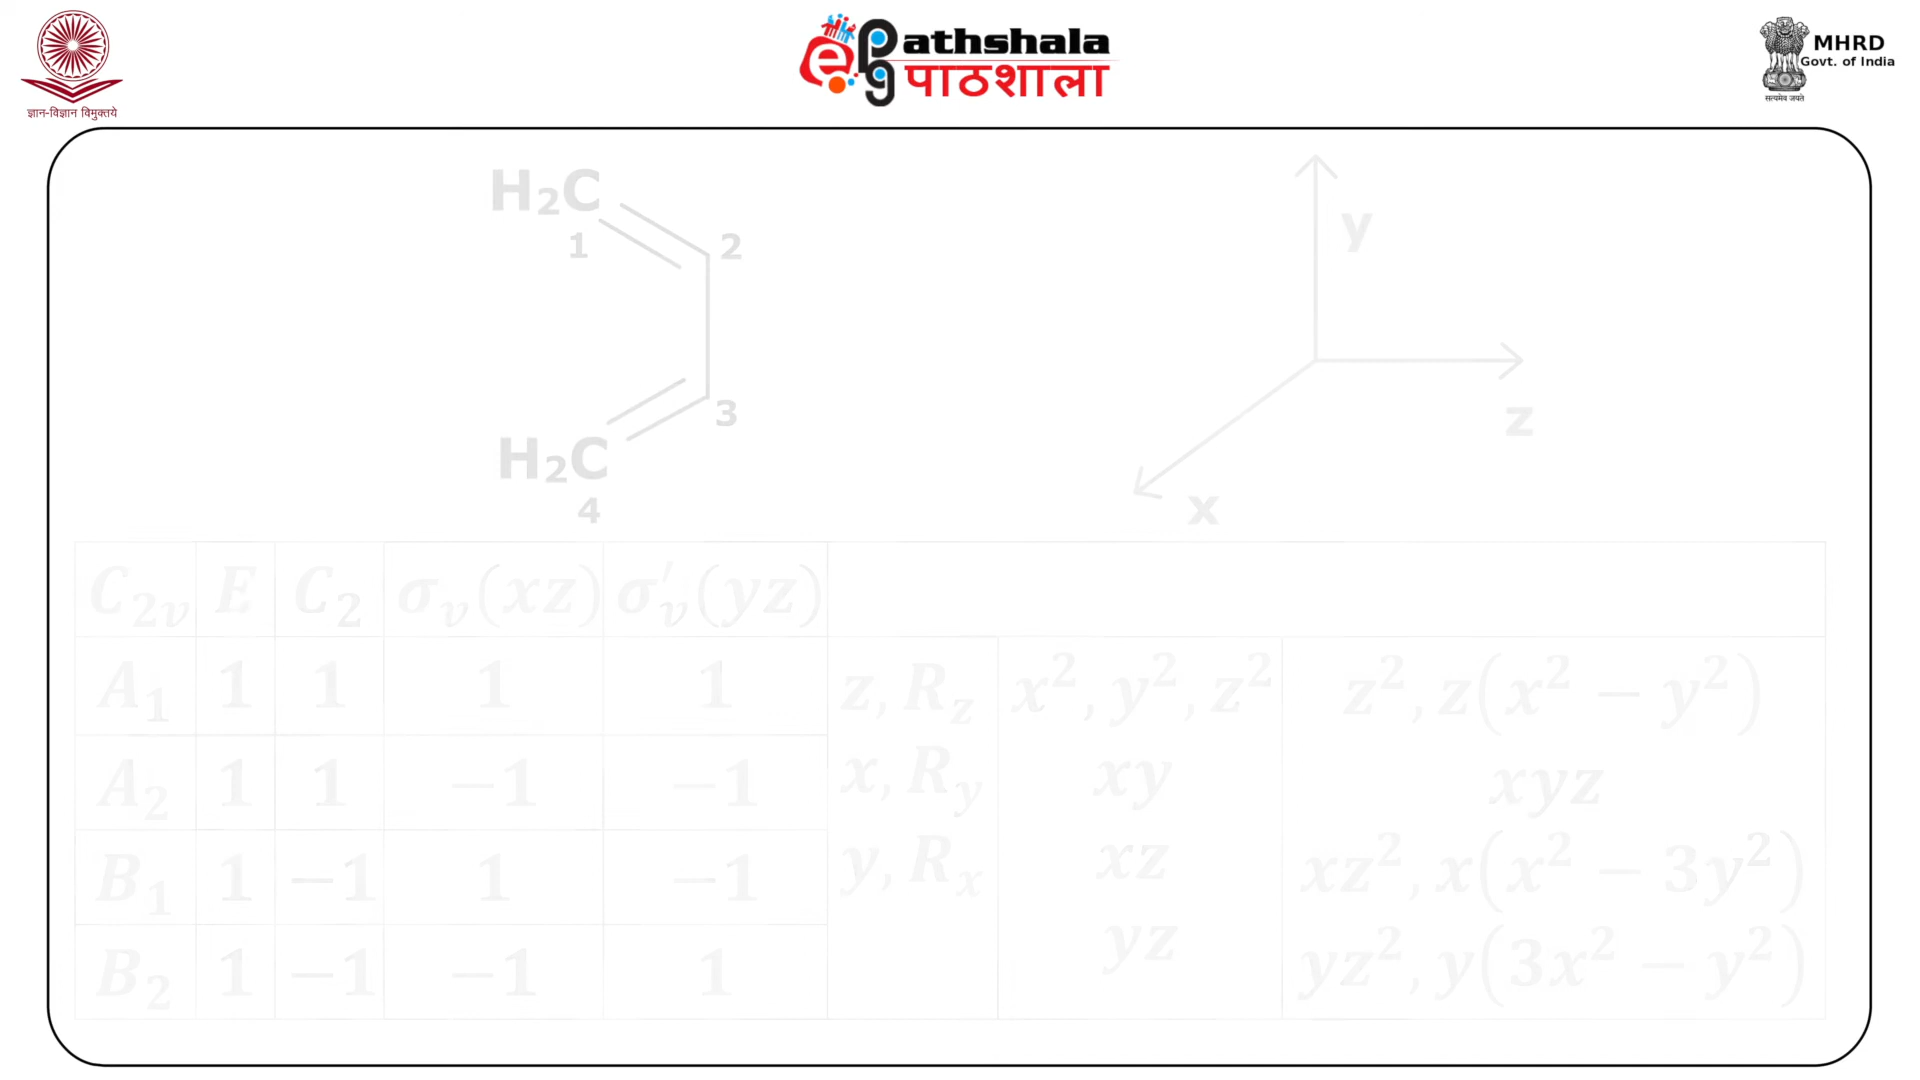 ज्ञान-विज्ञान विमुक्तये
e pg athshala
पाठशाला
MHRD
Govt. of India
सत्यमेव जयते
H₂C
1
2
3
H₂C
4
y
z
x
C₂ᵥ E C₂ σᵥ(xz) σ′ᵥ(yz)
A₁ 1 1 1 1 z, R_z x², y², z² z², z(x² − y²)
A₂ 1 1 −1 −1 x, R_y xy xyz
B₁ 1 −1 1 −1 y, R_x xz xz², x(x² − 3y²)
B₂ 1 −1 −1 1 yz yz², y(3x² − y²)